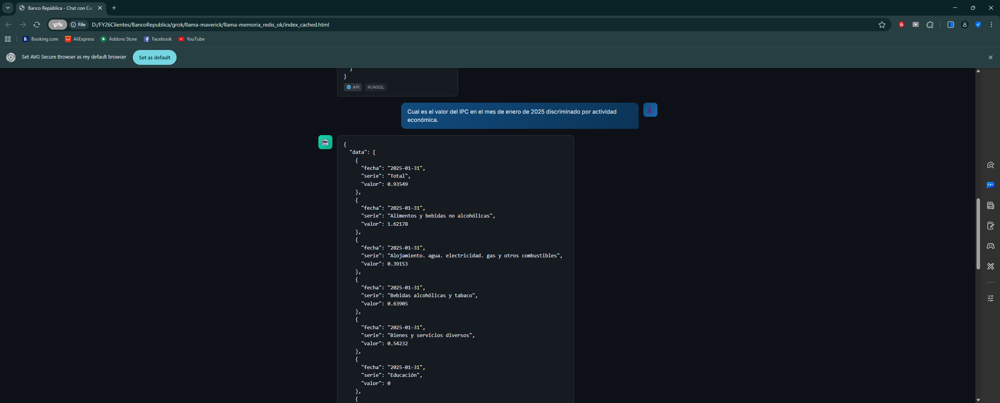 Banco República - Chat con Cac
VPN
File
D:/FY26Clientes/BancoRepublica/grok/llama-maverick/llama-memoria_redis_ok/index_cached.html
B. Booking.com
AliExpress
Addons Store
Facebook
YouTube
Set AVG Secure Browser as my default browser
Set as default
]
}
API
RUNSQL
Cual es el valor del IPC en el mes de enero de 2025 discriminado por actividad
económica.
{
"data": [
{
"fecha": "2025-01-31",
"serie": "Total",
"valor": 0.93549
},
{
"fecha": "2025-01-31",
"serie": "Alimentos y bebidas no alcohólicas",
"valor": 1.62178
},
{
"fecha": "2025-01-31",
"serie": "Alojamiento. agua. electricidad. gas y otros combustibles",
"valor": 0.39153
},
{
"fecha": "2025-01-31",
"serie": "Bebidas alcohólicas y tabaco",
"valor": 0.63905
},
{
"fecha": "2025-01-31",
"serie": "Bienes y servicios diversos",
"valor": 0.54232
},
{
"fecha": "2025-01-31",
"serie": "Educación",
"valor": 0
},
{